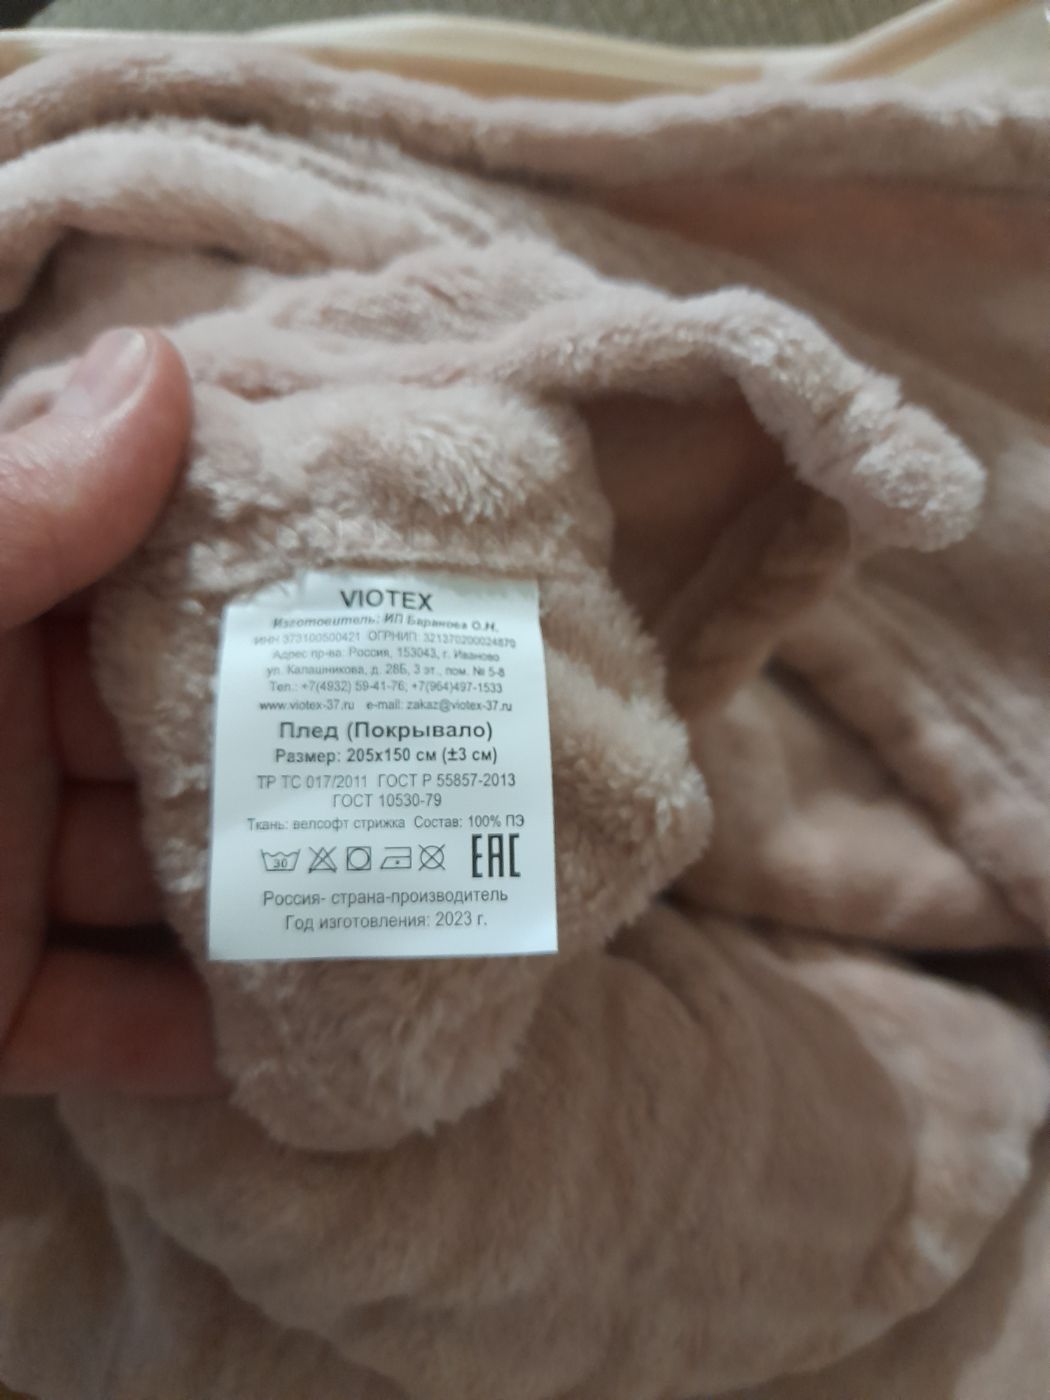 VIOTEX
Изготовитель: ИП Баранова О.Н.
ИНН 373100500421 ОГРНИП: 321370200024879
Адрес пр-ва: Россия, 153043, г. Иваново
ул. Калашникова, д. 28Б, 3 эт., пом. № 5-8
Тел.: +7(4932) 59-41-76; +7(964)497-1533
www.viotex-37.ru e-mail: zakaz@viotex-37.ru
Плед (Покрывало)
Размер: 205x150 см (±3 см)
ТР ТС 017/2011 ГОСТ Р 55857-2013
ГОСТ 10530-79
Ткань: велсофт стрижка Состав: 100% ПЭ
30 EAC
Россия- страна-производитель
Год изготовления: 2023 г.